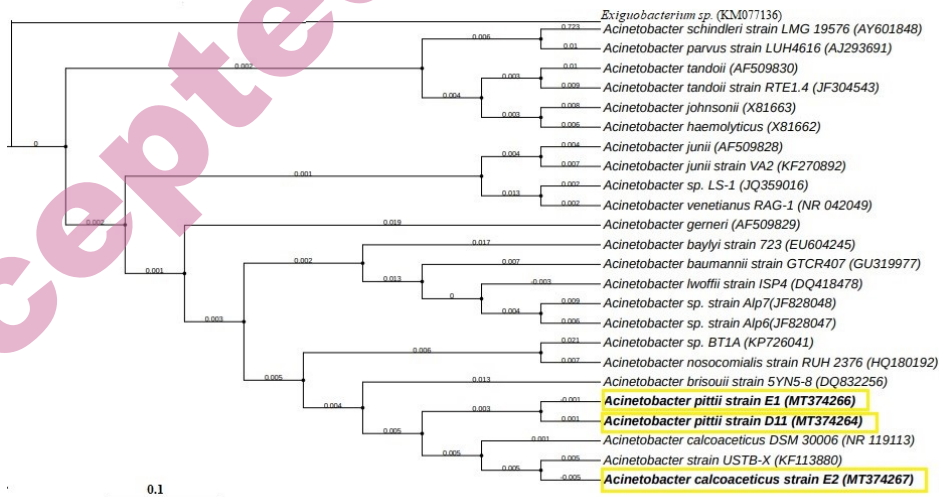 Exiguobacterium sp. (KM077136)
0.723
Acinetobacter schindleri strain LMG 19576 (AY601848)
0.006
0.01
Acinetobacter parvus strain LUH4616 (AJ293691)
0.002
0.01
Acinetobacter tandoii (AF509830)
0.003
0.009
Acinetobacter tandoii strain RTE1.4 (JF304543)
0.004
0.008
Acinetobacter johnsonii (X81663)
0.003
0.006
Acinetobacter haemolyticus (X81662)
0
0.004
Acinetobacter junii (AF509828)
0.004
0.007
Acinetobacter junii strain VA2 (KF270892)
0.001
0.002
Acinetobacter sp. LS-1 (JQ359016)
0.013
0.002
Acinetobacter venetianus RAG-1 (NR 042049)
0.002
0.019
Acinetobacter gerneri (AF509829)
0.017
Acinetobacter baylyi strain 723 (EU604245)
0.002
0.007
Acinetobacter baumannii strain GTCR407 (GU319977)
0.001
0.013
-0.003
Acinetobacter lwoffii strain ISP4 (DQ418478)
0
0.009
Acinetobacter sp. strain Alp7(JF828048)
0.004
0.006
Acinetobacter sp. strain Alp6(JF828047)
0.003
0.021
Acinetobacter sp. BT1A (KP726041)
0.006
0.007
Acinetobacter nosocomialis strain RUH 2376 (HQ180192)
0.005
0.013
Acinetobacter brisouii strain 5YN5-8 (DQ832256)
-0.001
Acinetobacter pittii strain E1 (MT374266)
0.004
0.003
0.001
Acinetobacter pittii strain D11 (MT374264)
0.005
0.001
Acinetobacter calcoaceticus DSM 30006 (NR 119113)
0.005
0.005
Acinetobacter strain USTB-X (KF113880)
0.005
-0.005
Acinetobacter calcoaceticus strain E2 (MT374267)
0.1
cepted